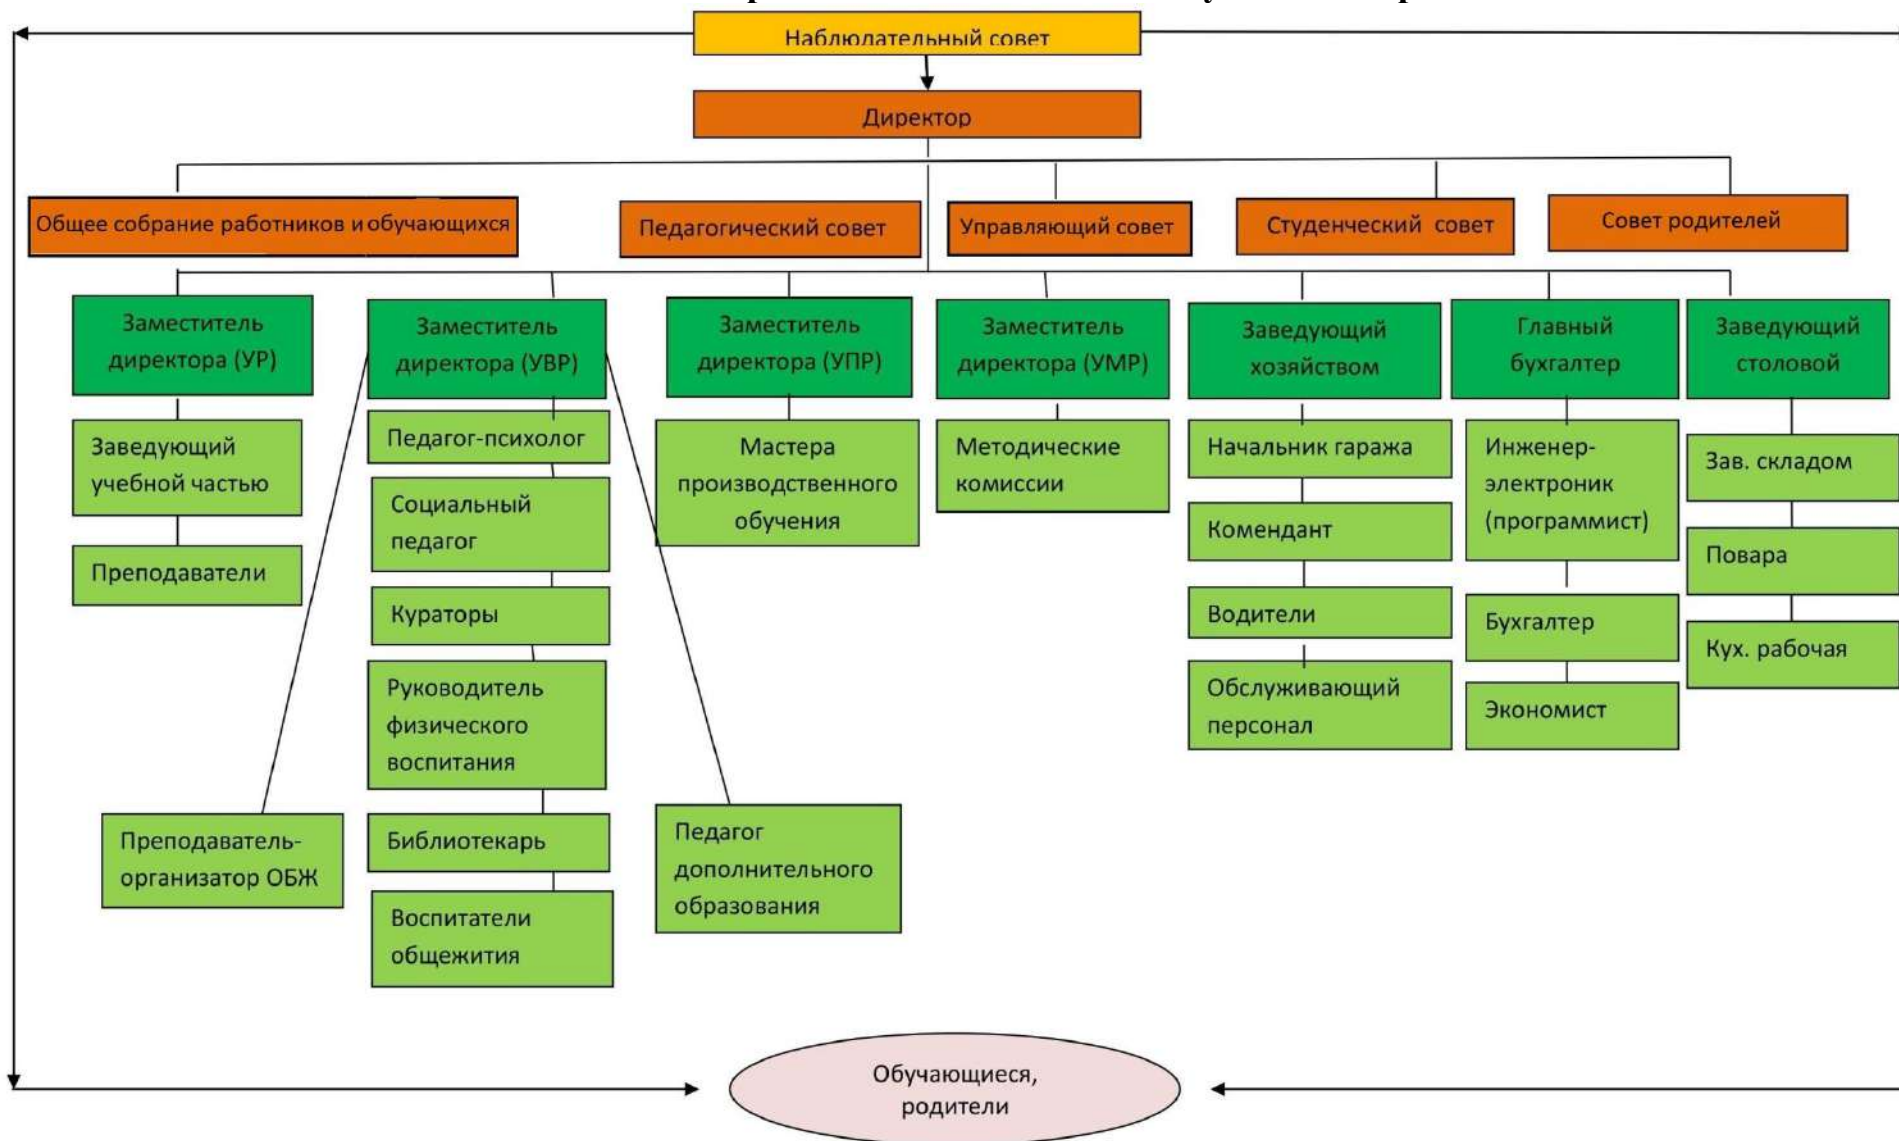 Наблюдательный совет
Директор
Общее собрание работников и обучающихся
Педагогический совет
Управляющий совет
Студенческий совет
Совет родителей
Заместитель
директора (УР)
Заместитель
директора (УВР)
Заместитель
директора (УПР)
Заместитель
директора (УМР)
Заведующий
хозяйством
Главный
бухгалтер
Заведующий
столовой
Заведующий
учебной частью
Преподаватели
Педагог-психолог
Социальный
педагог
Кураторы
Руководитель
физического
воспитания
Библиотекарь
Воспитатели
общежития
Преподаватель-
организатор ОБЖ
Педагог
дополнительного
образования
Мастера
производственного
обучения
Методические
комиссии
Начальник гаража
Комендант
Водители
Обслуживающий
персонал
Инженер-
электроник
(программист)
Бухгалтер
Экономист
Зав. складом
Повара
Кух. рабочая
Обучающиеся,
родители